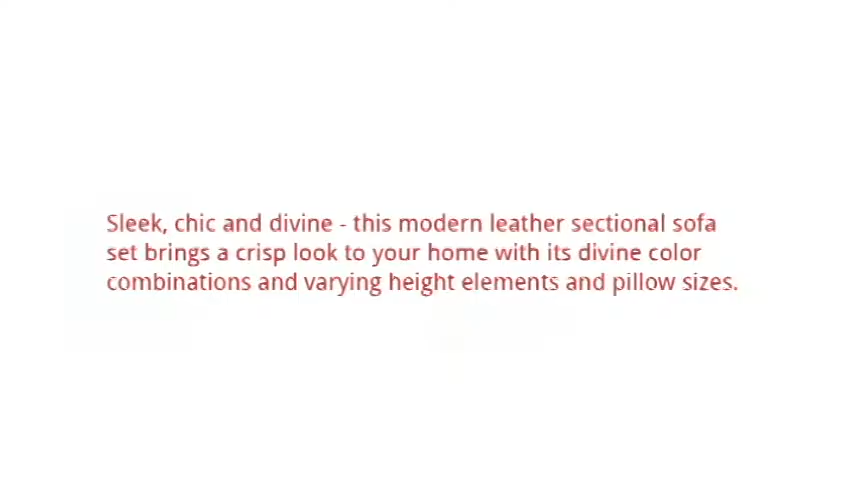 Sleek, chic and divine - this modern leather sectional sofa
set brings a crisp look to your home with its divine color
combinations and varying height elements and pillow sizes.